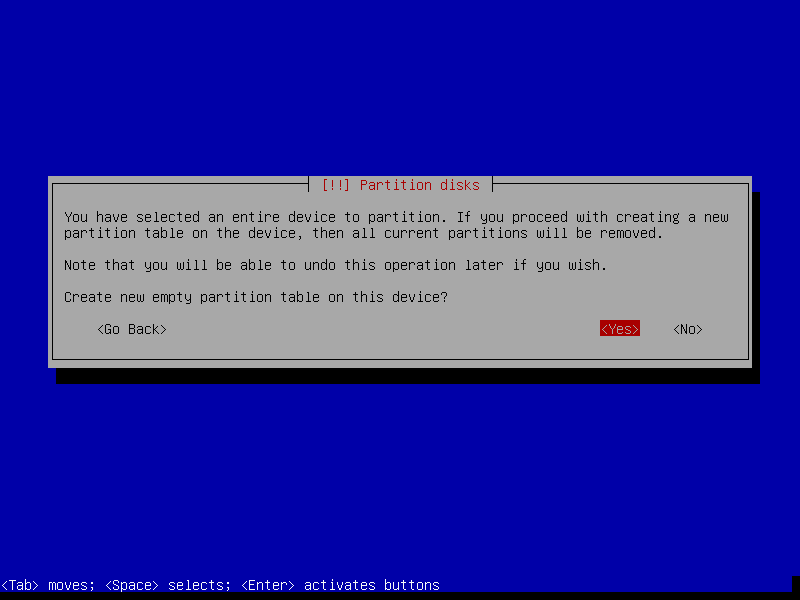 [!!] Partition disks
You have selected an entire device to partition. If you proceed with creating a new
partition table on the device, then all current partitions will be removed.
Note that you will be able to undo this operation later if you wish.
Create new empty partition table on this device?
<Go Back> <Yes> <No>
<Tab> moves; <Space> selects; <Enter> activates buttons